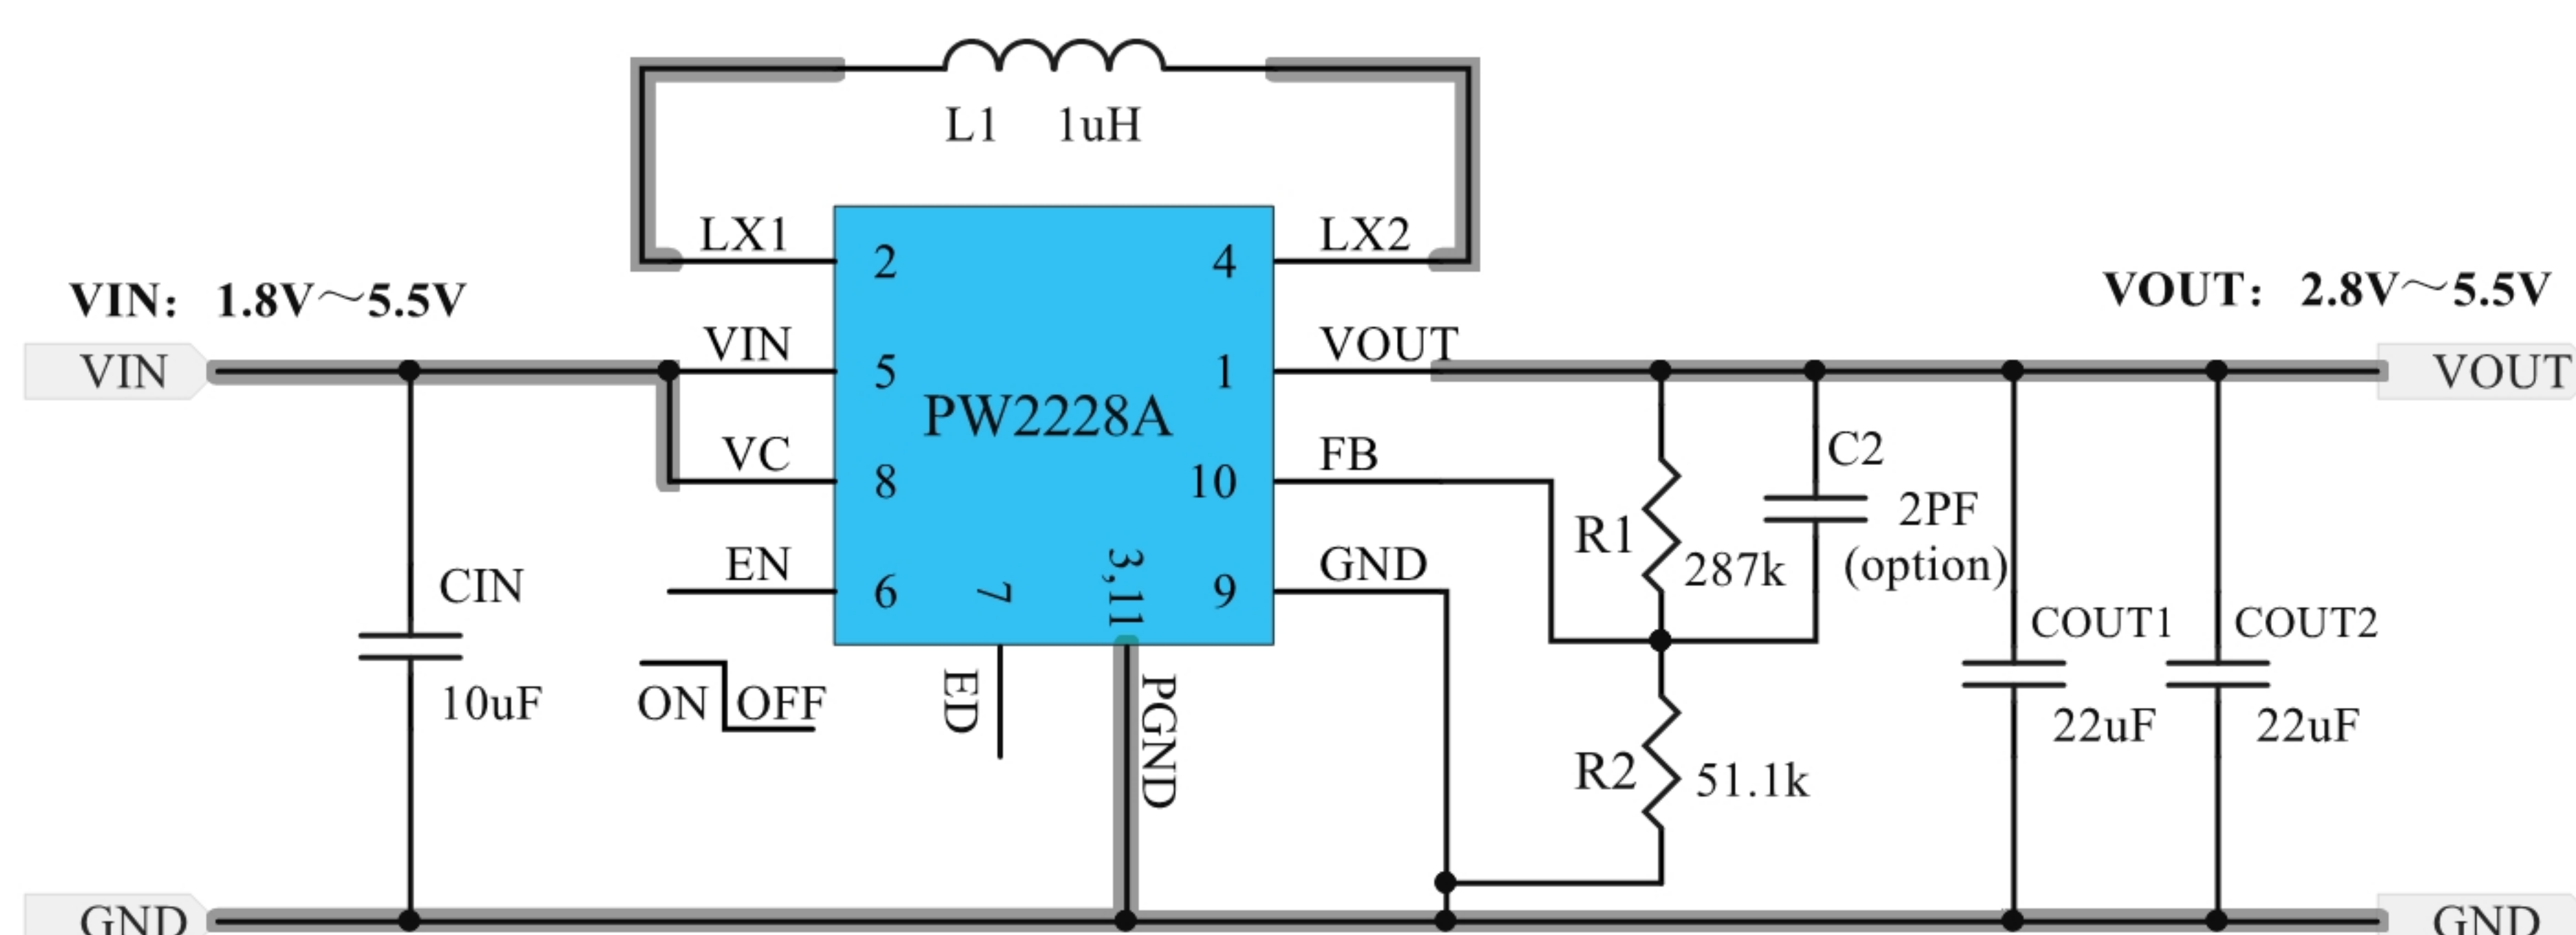 L1 1uH
LX1 2 4 LX2
VIN：1.8V～5.5V
VOUT：2.8V～5.5V
VIN VIN 5 1 VOUT VOUT
PW2228A
VC 8 10 FB
C2
2PF
(option)
R1
287k
EN 6 7 3,11 9 GND
CIN
10uF
ON OFF
ED
PGND
COUT1
22uF
COUT2
22uF
R2
51.1k
GND GND